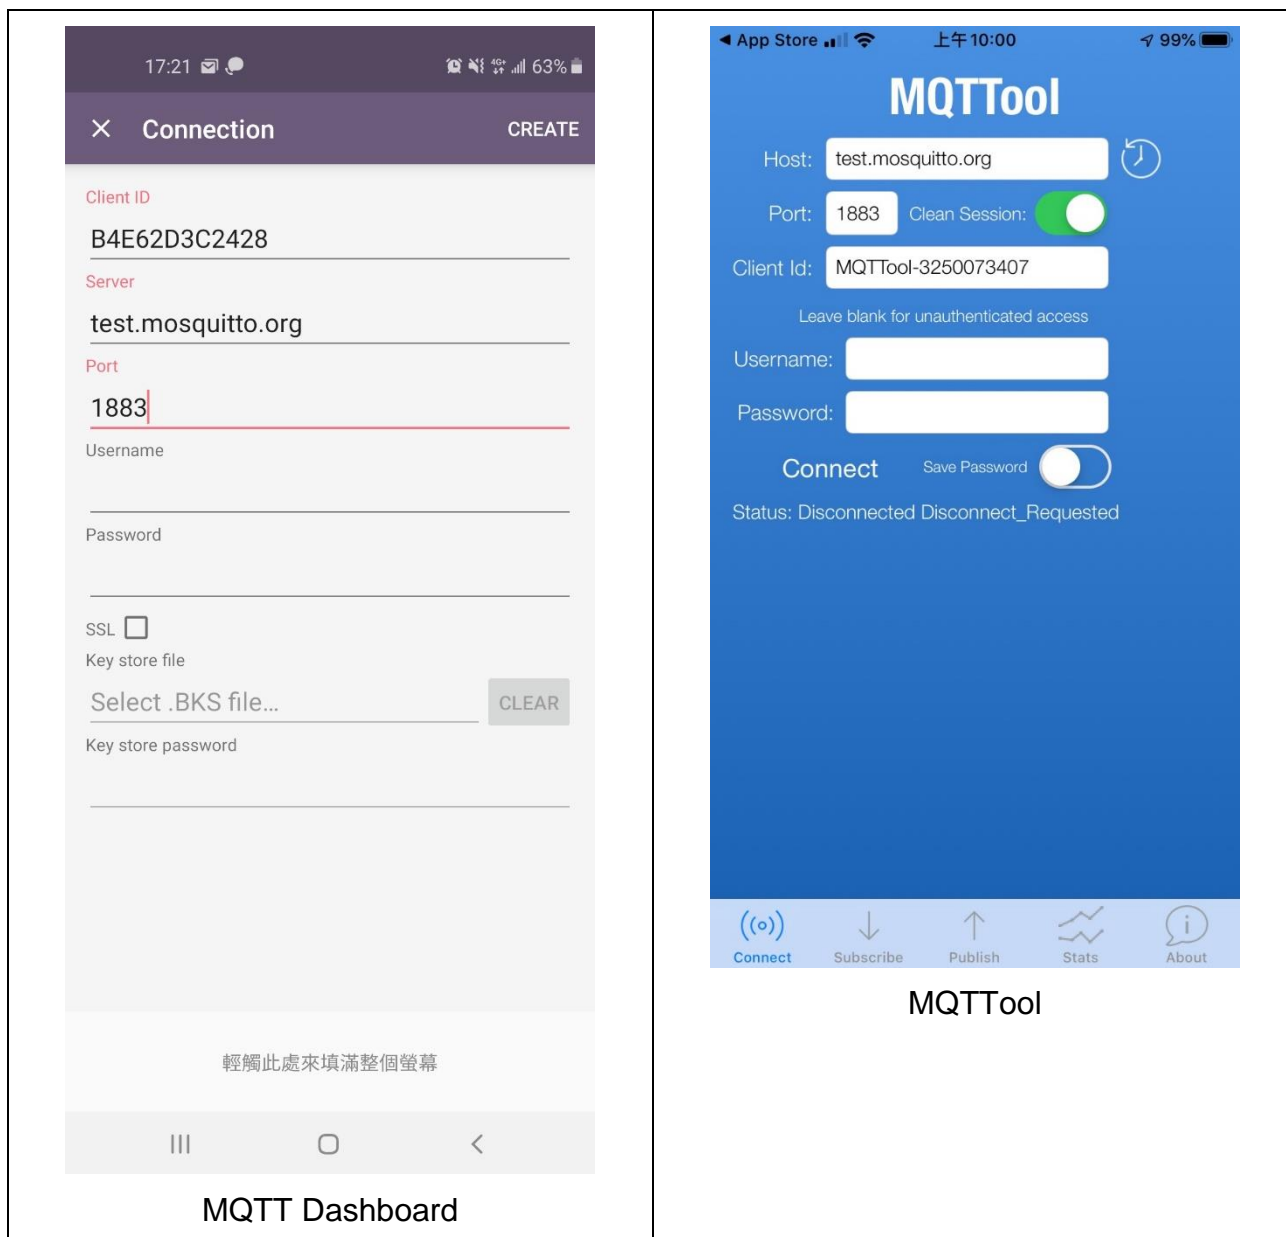 17:21
4G+
63%
Connection
CREATE
Client ID
B4E62D3C2428
Server
test.mosquitto.org
Port
1883
Username
Password
SSL
Key store file
Select .BKS file...
CLEAR
Key store password
輕觸此處來填滿整個螢幕
MQTT Dashboard
App Store
上午10:00
99%
MQTTool
Host:
test.mosquitto.org
Port:
1883
Clean Session:
Client Id:
MQTTool-3250073407
Leave blank for unauthenticated access
Username:
Password:
Connect
Save Password
Status: Disconnected Disconnect_Requested
Connect
Subscribe
Publish
Stats
About
MQTTool